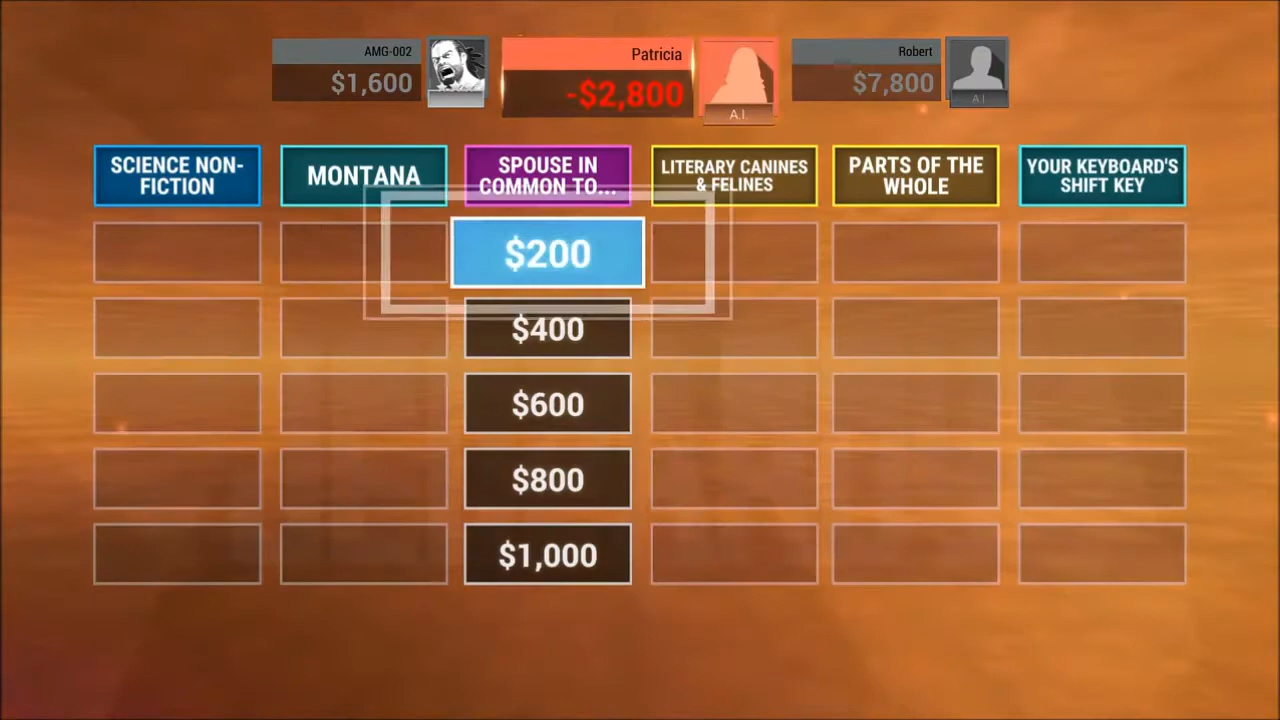 AMG-002
$1,600
Patricia
-$2,800
A.I.
Robert
$7,800
A.I
SCIENCE NON-
FICTION
MONTANA
SPOUSE IN
COMMON TO...
LITERARY CANINES
& FELINES
PARTS OF THE
WHOLE
YOUR KEYBOARD'S
SHIFT KEY
$200
$400
$600
$800
$1,000